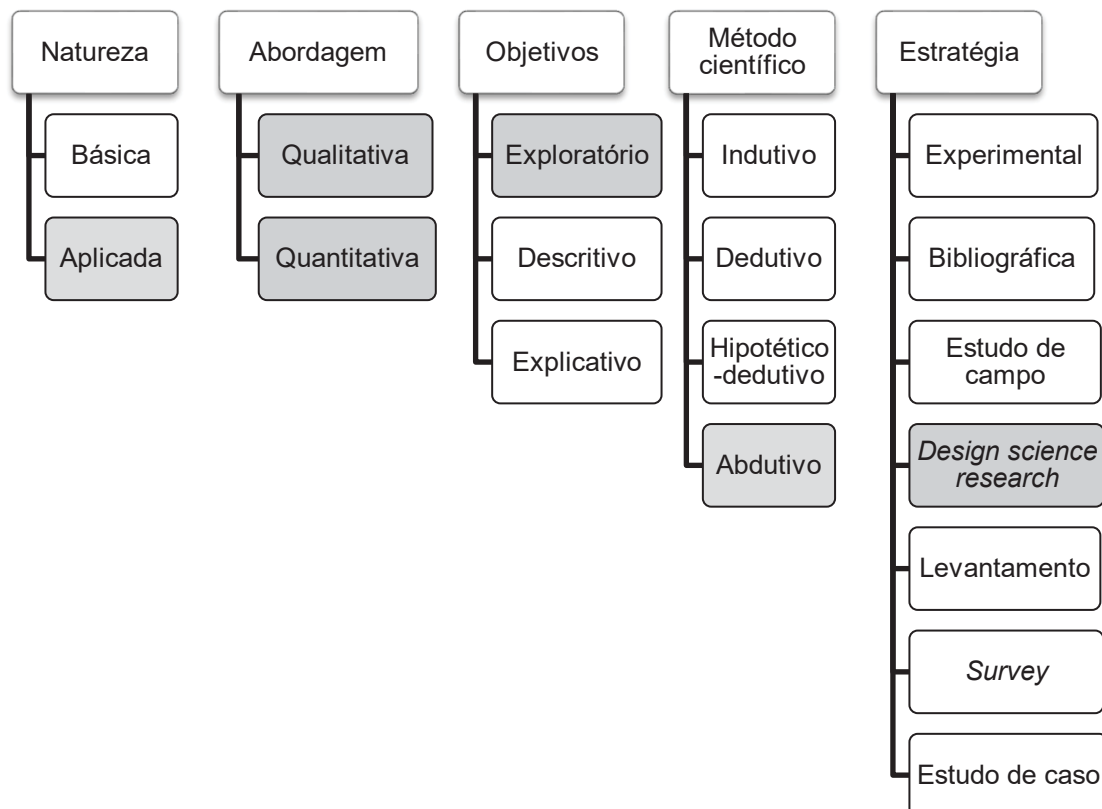 Natureza
Básica
Aplicada
Abordagem
Qualitativa
Quantitativa
Objetivos
Exploratório
Descritivo
Explicativo
Método
científico
Indutivo
Dedutivo
Hipotético
-dedutivo
Abdutivo
Estratégia
Experimental
Bibliográfica
Estudo de
campo
Design science
research
Levantamento
Survey
Estudo de caso